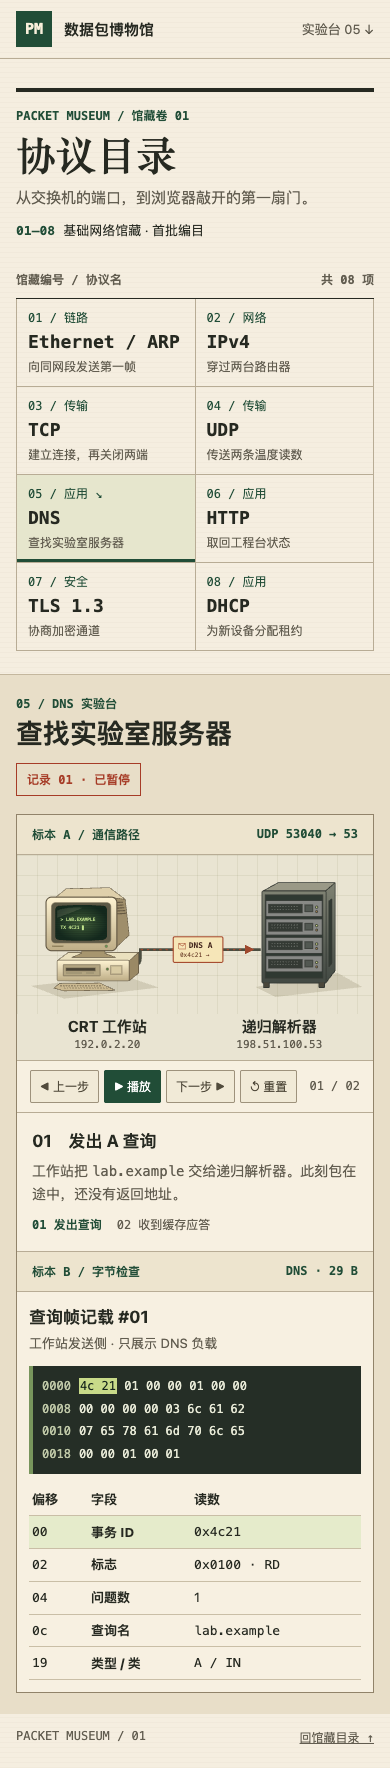 PM 数据包博物馆 实验台 05 ↓
PACKET MUSEUM / 馆藏卷 01
协议目录
从交换机的端口，到浏览器敲开的第一扇门。
01—08 基础网络馆藏 · 首批编目
馆藏编号 / 协议名 共 08 项
01 / 链路
Ethernet / ARP
向同网段发送第一帧
02 / 网络
IPv4
穿过两台路由器
03 / 传输
TCP
建立连接，再关闭两端
04 / 传输
UDP
传送两条温度读数
05 / 应用 ↘
DNS
查找实验室服务器
06 / 应用
HTTP
取回工程台状态
07 / 安全
TLS 1.3
协商加密通道
08 / 应用
DHCP
为新设备分配租约
05 / DNS 实验台
查找实验室服务器
记录 01 · 已暂停
标本 A / 通信路径 UDP 53040 → 53
> LAB.EXAMPLE
TX 4C21
DNS A
0x4c21 →
CRT 工作站
192.0.2.20
递归解析器
198.51.100.53
◀ 上一步 ▶ 播放 下一步 ▶ ↺ 重置 01 / 02
01 发出 A 查询
工作站把 lab.example 交给递归解析器。此刻包在
途中，还没有返回地址。
01 发出查询 02 收到缓存应答
标本 B / 字节检查 DNS · 29 B
查询帧记载 #01
工作站发送侧 · 只展示 DNS 负载
0000 4c 21 01 00 00 01 00 00
0008 00 00 00 00 03 6c 61 62
0010 07 65 78 61 6d 70 6c 65
0018 00 00 01 00 01
偏移 字段 读数
00 事务 ID 0x4c21
02 标志 0x0100 · RD
04 问题数 1
0c 查询名 lab.example
19 类型 / 类 A / IN
PACKET MUSEUM / 01 回馆藏目录 ↑